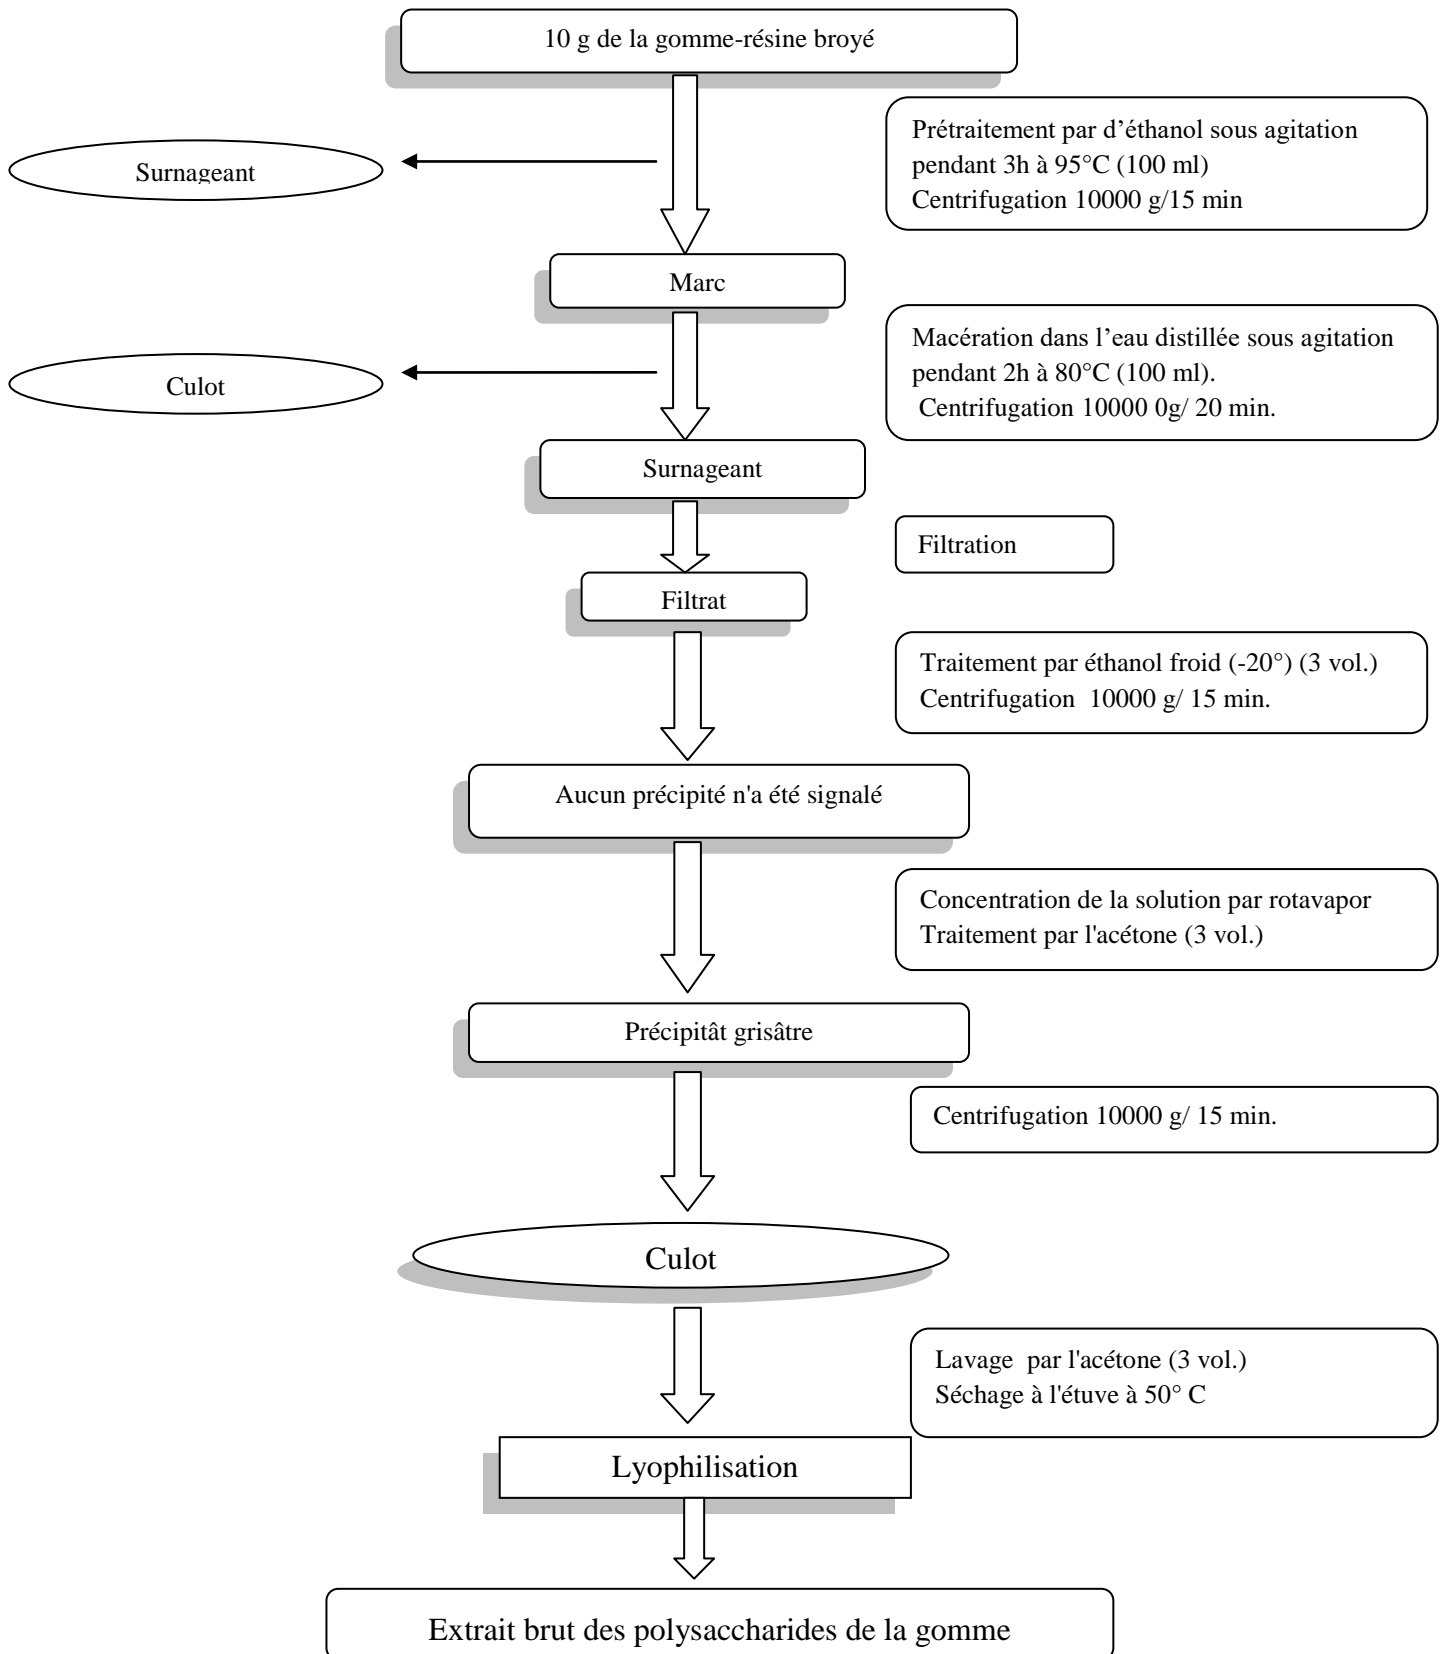 10 g de la gomme-résine broyé
Prétraitement par d’éthanol sous agitation
pendant 3h à 95°C (100 ml)
Centrifugation 10000 g/15 min
Surnageant
Marc
Macération dans l’eau distillée sous agitation
pendant 2h à 80°C (100 ml).
Centrifugation 10000 0g/ 20 min.
Culot
Surnageant
Filtration
Filtrat
Traitement par éthanol froid (-20°) (3 vol.)
Centrifugation 10000 g/ 15 min.
Aucun précipité n'a été signalé
Concentration de la solution par rotavapor
Traitement par l'acétone (3 vol.)
Précipitât grisâtre
Centrifugation 10000 g/ 15 min.
Culot
Lavage par l'acétone (3 vol.)
Séchage à l'étuve à 50° C
Lyophilisation
Extrait brut des polysaccharides de la gomme